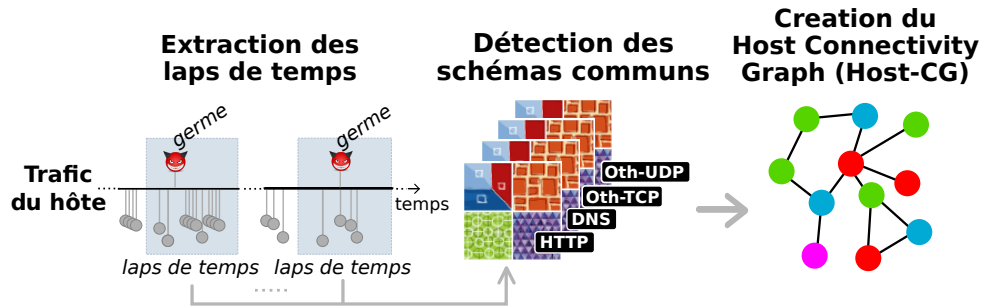 Extraction des
laps de temps
Détection des
schémas communs
Creation du
Host Connectivity
Graph (Host-CG)
germe
germe
Trafic
du hôte
temps
laps de temps
laps de temps
Oth-UDP
Oth-TCP
DNS
HTTP